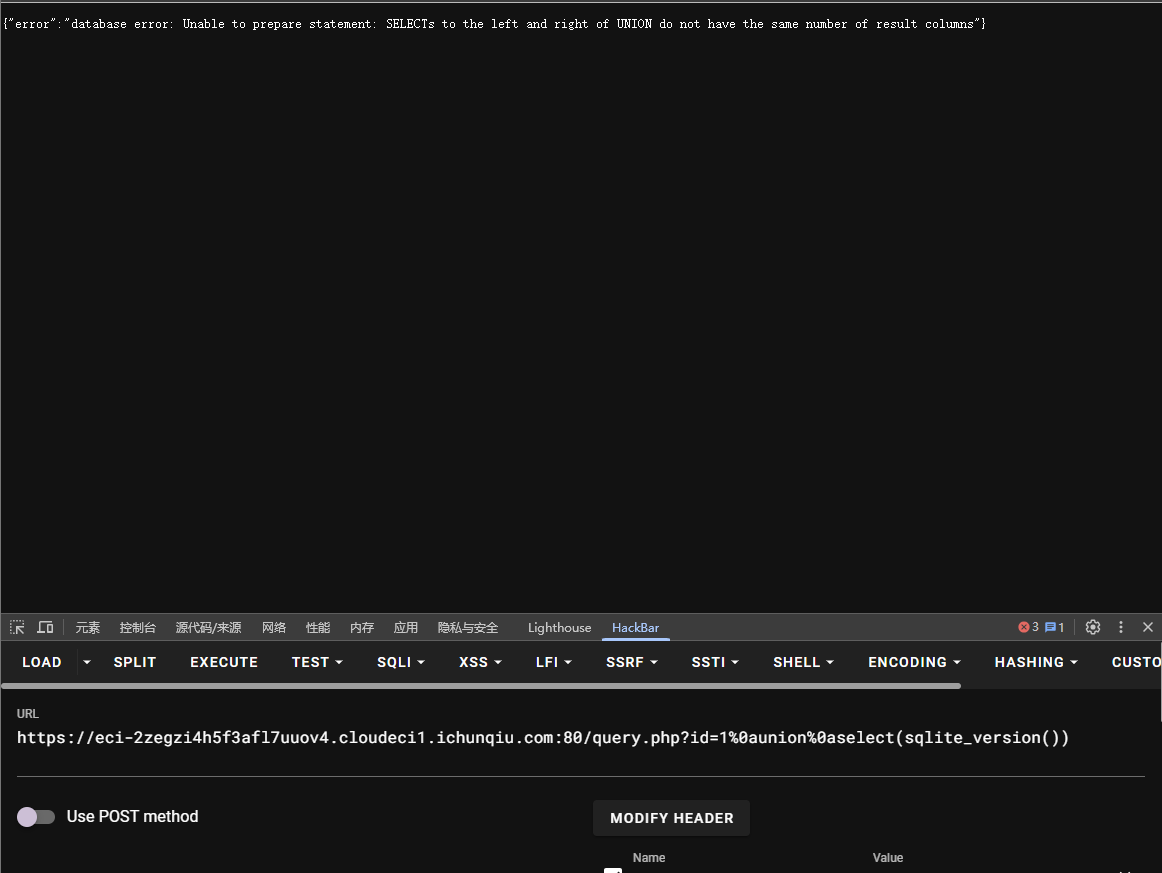 {"error":"database error: Unable to prepare statement: SELECTs to the left and right of UNION do not have the same number of result columns"}
元素 控制台 源代码/来源 网络 性能 内存 应用 隐私与安全 Lighthouse HackBar 3 1
LOAD SPLIT EXECUTE TEST SQLI XSS LFI SSRF SSTI SHELL ENCODING HASHING CUSTO
URL
https://eci-2zegzi4h5f3afl7uuov4.cloudeci1.ichunqiu.com:80/query.php?id=1%0aunion%0aselect(sqlite_version())
Use POST method
MODIFY HEADER
Name Value